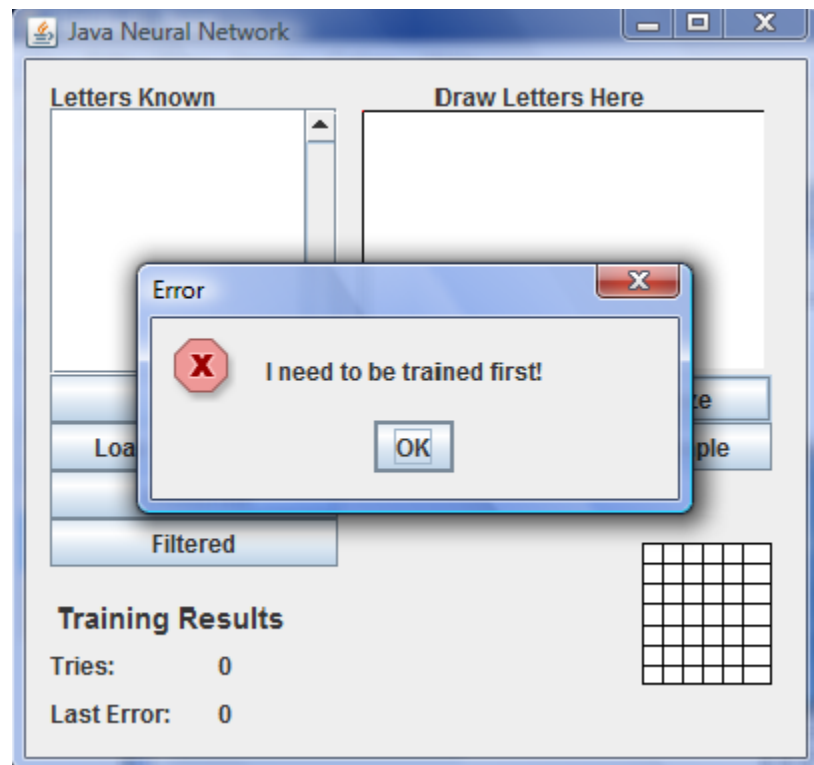 Java Neural Network
Letters Known
Draw Letters Here
Error
I need to be trained first!
OK
Filtered
Training Results
Tries: 0
Last Error: 0